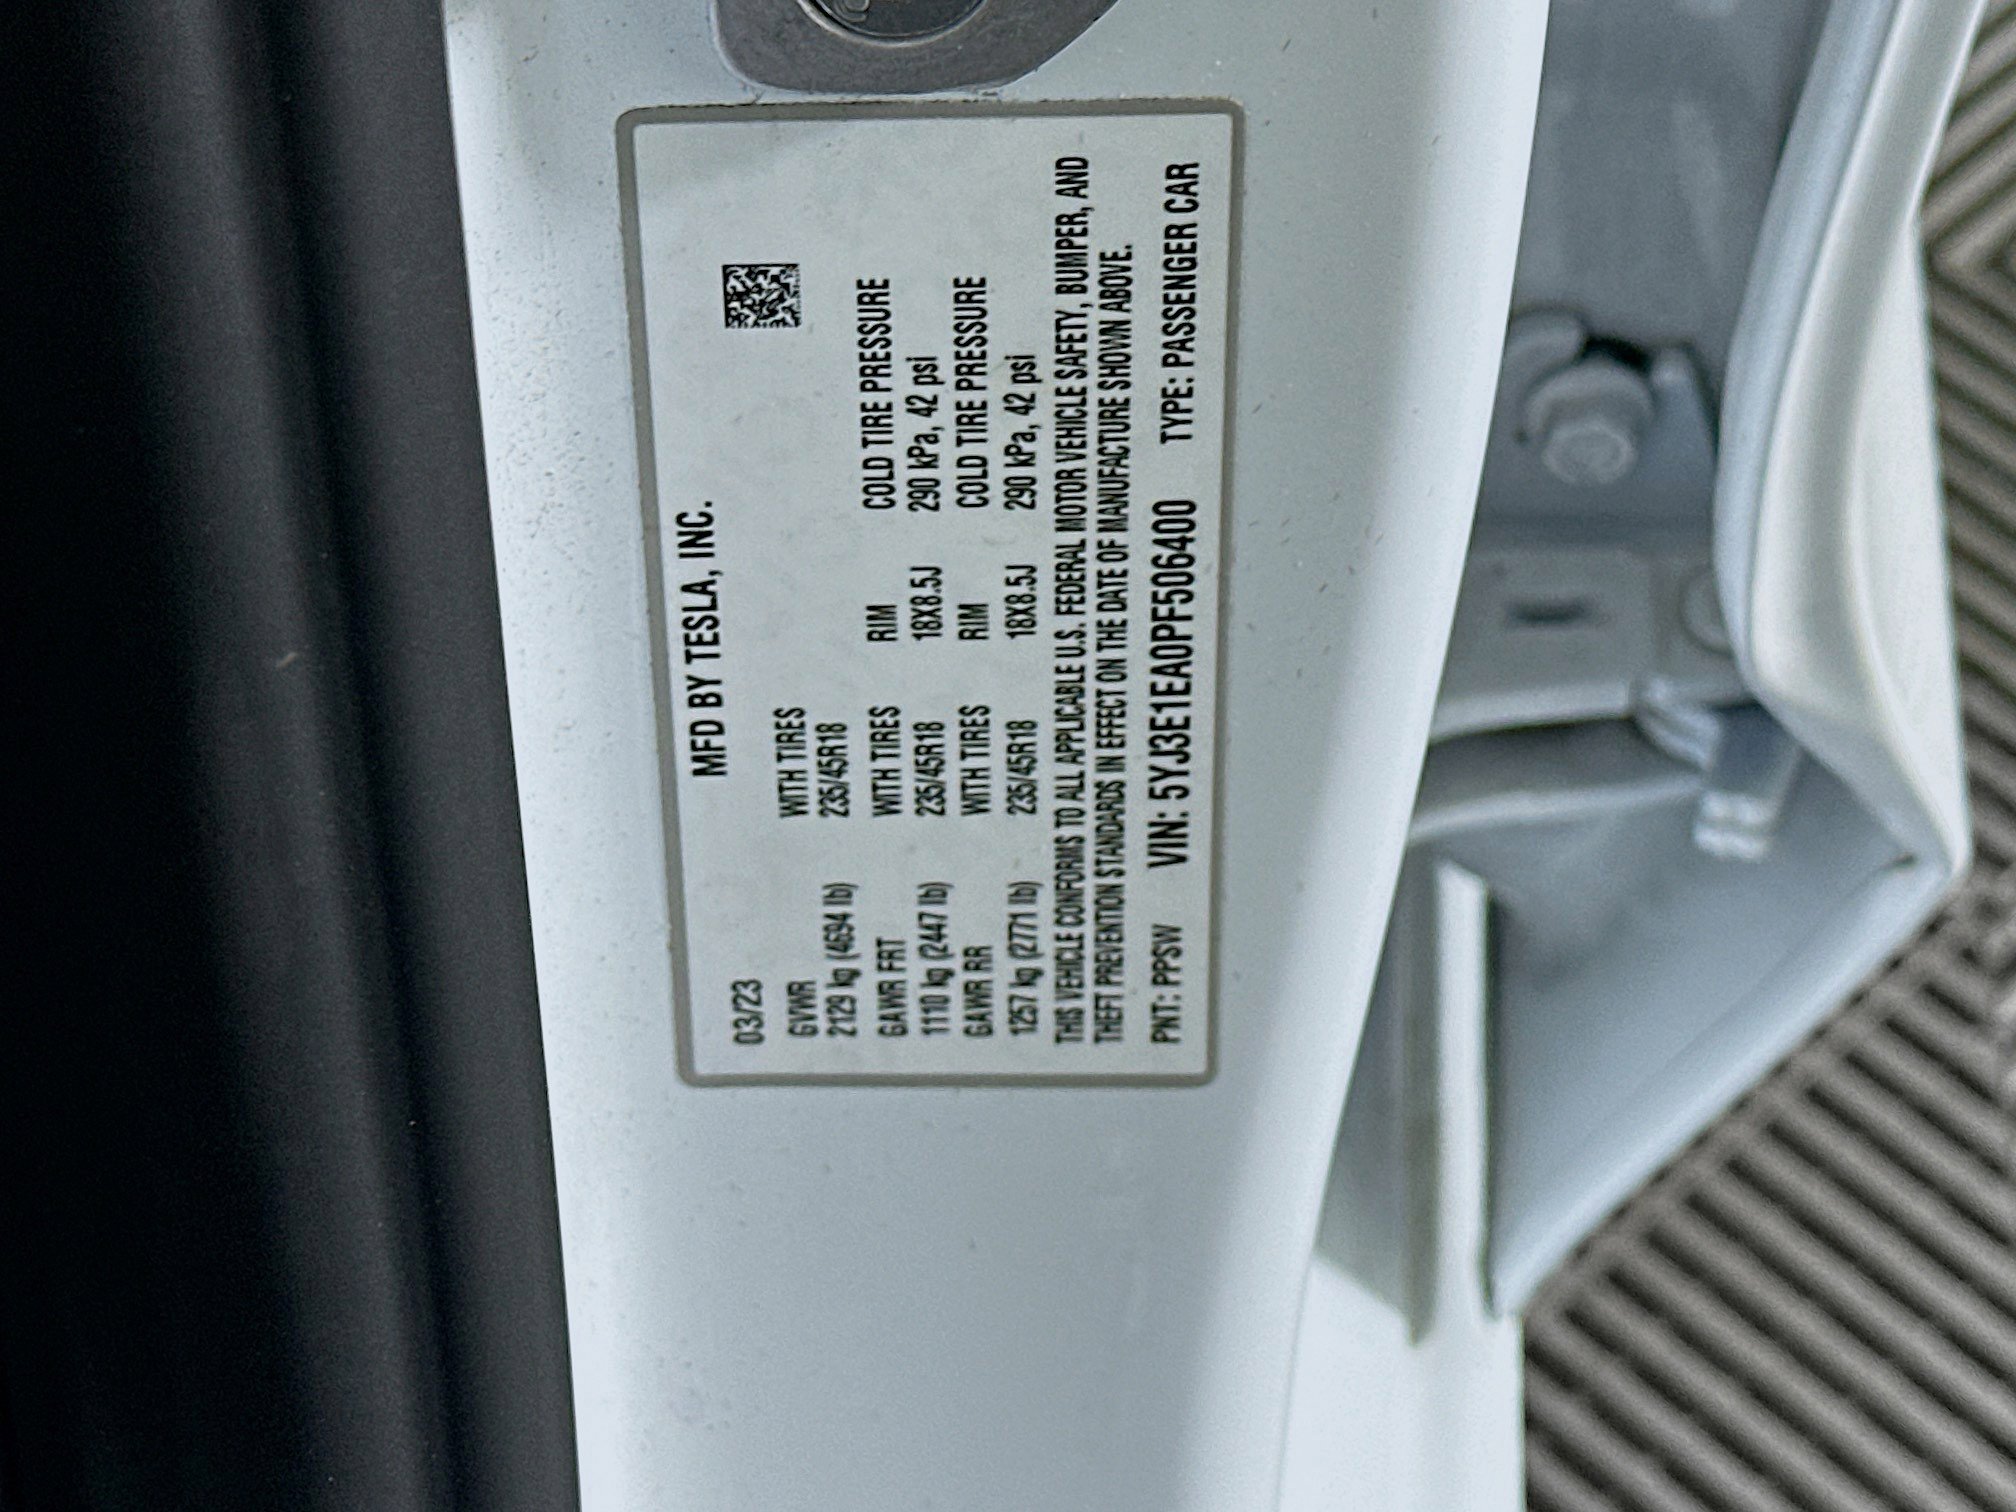 MFD BY TESLA, INC.
03/23
GVWR WITH TIRES
2129 kg (4694 lb) 235/45R18
GAWR FRT WITH TIRES RIM COLD TIRE PRESSURE
1110 kg (2447 lb) 235/45R18 18X8.5J 290 kPa, 42 psi
GAWR RR WITH TIRES RIM COLD TIRE PRESSURE
1257 kg (2771 lb) 235/45R18 18X8.5J 290 kPa, 42 psi
THIS VEHICLE CONFORMS TO ALL APPLICABLE U.S. FEDERAL MOTOR VEHICLE SAFETY, BUMPER, AND
THEFT PREVENTION STANDARDS IN EFFECT ON THE DATE OF MANUFACTURE SHOWN ABOVE.
PNT: PPSW VIN: 5YJ3E1EA0PF506400 TYPE: PASSENGER CAR